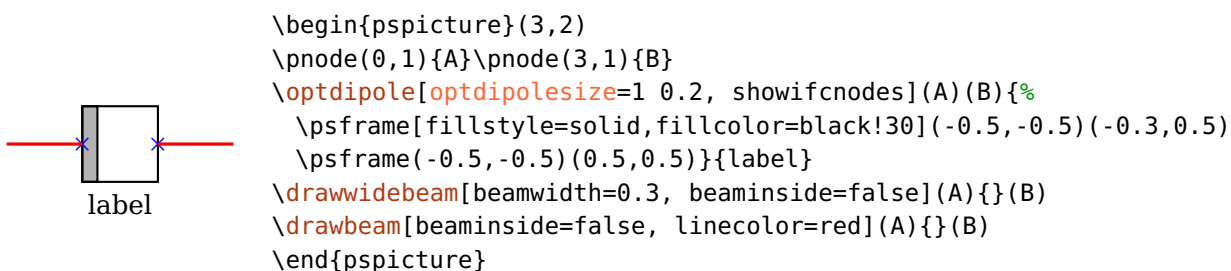 \begin{pspicture}(3,2)
\pnode(0,1){A}\pnode(3,1){B}
\optdipole[optdipolesize=1 0.2, showifcnodes](A)(B){%
\psframe[fillstyle=solid,fillcolor=black!30](-0.5,-0.5)(-0.3,0.5)
\psframe(-0.5,-0.5)(0.5,0.5)}{label}
\drawwidebeam[beamwidth=0.3, beaminside=false](A){}(B)
\drawbeam[beaminside=false, linecolor=red](A){}(B)
\end{pspicture}
label